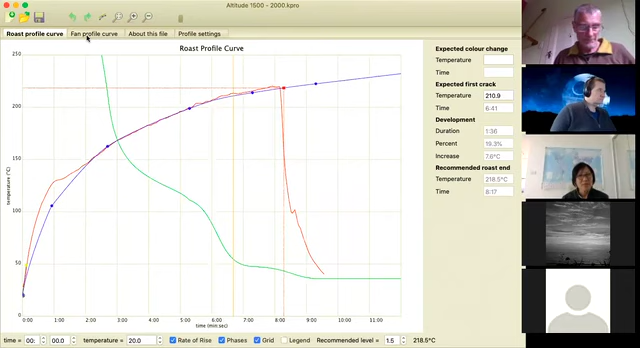 Altitude 1500 - 2000.kpro
Roast profile curve Fan profile curve About this file Profile settings
Roast Profile Curve
Expected colour change
Temperature
Time
Expected first crack
Temperature 210.9
Time 6:41
Development
Duration 1:36
Percent 19.3%
Increase 7.6°C
Recommended roast end
Temperature 218.5°C
Time 8:17
temperature (°C)
250
200
150
100
50
0
0:00 1:00 2:00 3:00 4:00 5:00 6:00 7:00 8:00 9:00 10:00 11:00
time (min.sec)
time = 00: 00.0 temperature = 20.0 Rate of Rise Phases Grid Legend Recommended level = 1.5 218.5°C